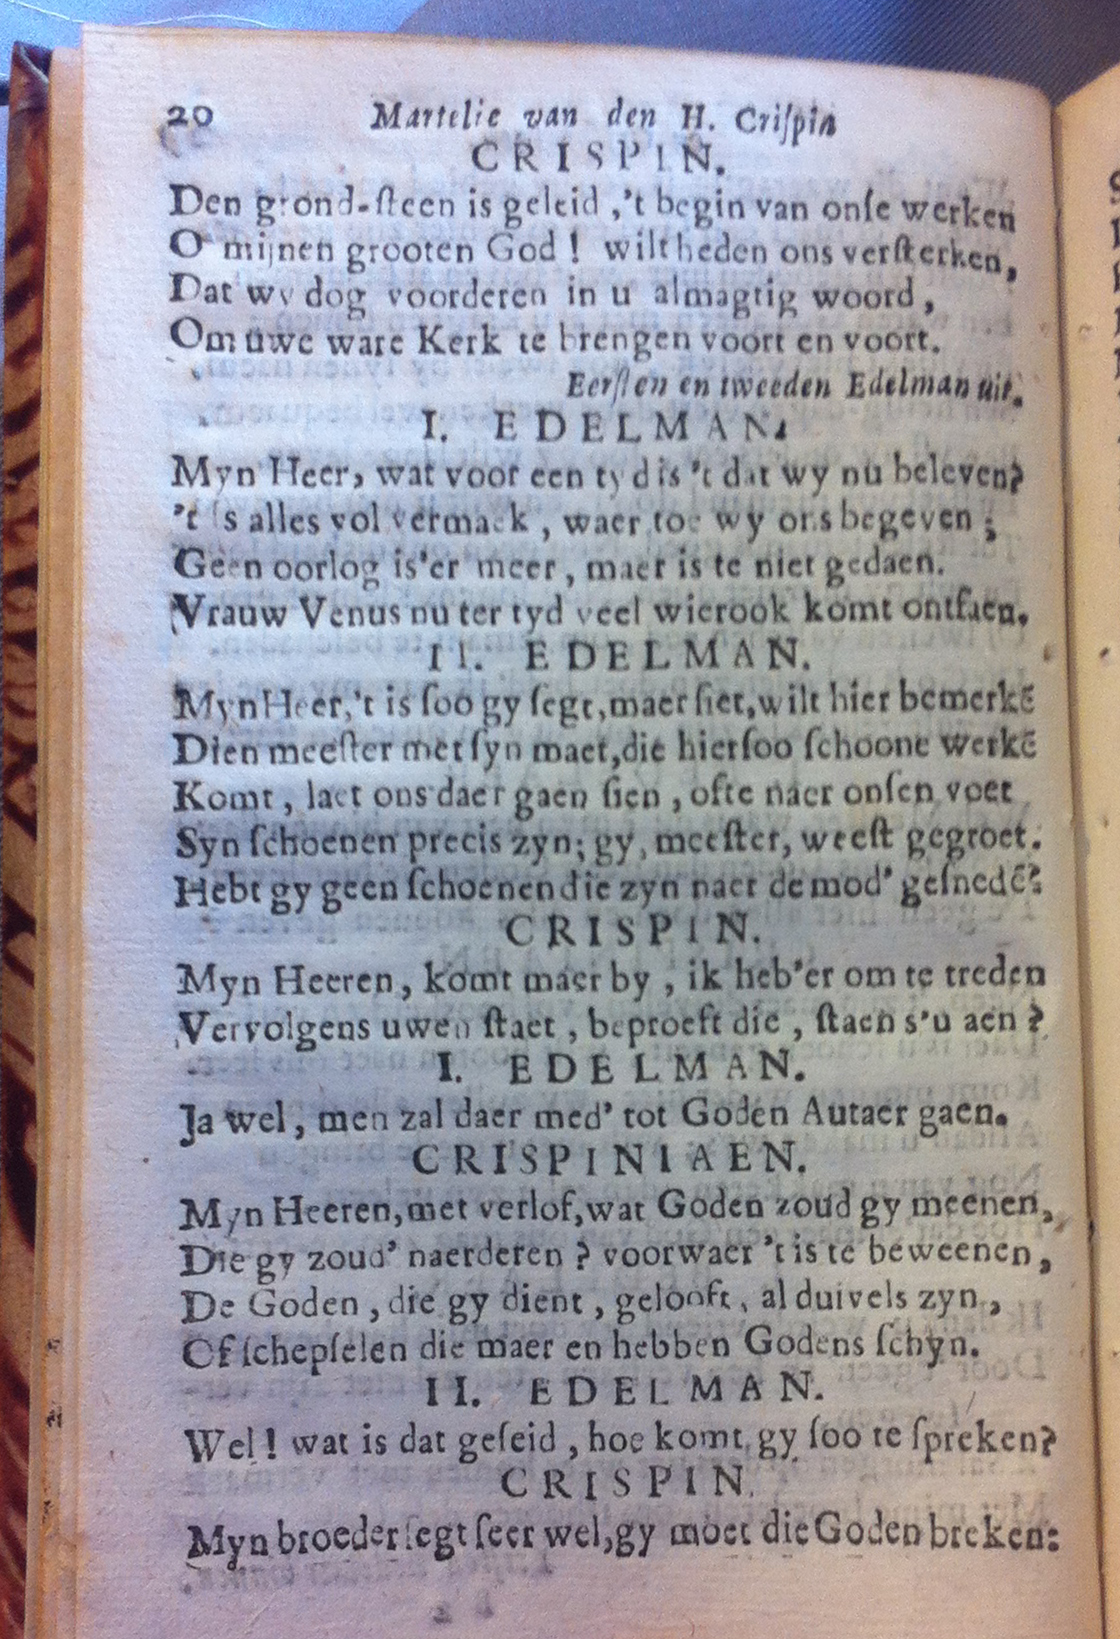 20 Martelie van den H. Criſpin
CRISPIN.
Den grond-ſteen is geleid ,'t begin van onſe werken
O mijnen grooten God ! wilt heden ons verſterken,
Dat wy dog voorderen in u almagtig woord ,
Om uwe ware Kerk te brengen voort en voort.
Eerſten en tweeden Edelman uit.
I. EDELMAN.
Myn Heer, wat voor een tyd is 't dat wy nu beleven?
't Is alles vol vermaek , waer toe wy ons begeven ;
Geen oorlog is'er meer , maer is te niet gedaen.
Vrauw Venus nu ter tyd veel wierook komt ontfaen.
II. EDELMAN.
Myn Heer,'t is ſoo gy ſegt,maer ſiet,wilt hier bemerkē
Dien meeſter met ſyn maet,die hier ſoo ſchoone werkē
Komt , laet ons daer gaen ſien , ofte naer onſen voet
Syn ſchoenen precis zyn; gy, meeſter, weeſt gegroet.
Hebt gy geen ſchoenen die zyn naer de mod' geſnedē?
CRISPIN.
Myn Heeren , komt maer by , ik heb'er om te treden
Vervolgens uwen ſtaet , beproeft die , ſtaen s'u aen ?
I. EDELMAN.
Ja wel , men zal daer med' tot Goden Autaer gaen.
CRISPINIAEN.
Myn Heeren,met verlof,wat Goden zoud gy meenen,
Die gy zoud' naerderen ? voorwaer 't is te beweenen ,
De Goden , die gy dient , gelooft , al duivels zyn ,
Of ſchepſelen die maer en hebben Godens ſchyn.
II. EDELMAN.
Wel ! wat is dat geſeid , hoe komt gy ſoo te ſpreken?
CRISPIN.
Myn broeder ſegt ſeer wel,gy moet die Goden breken: